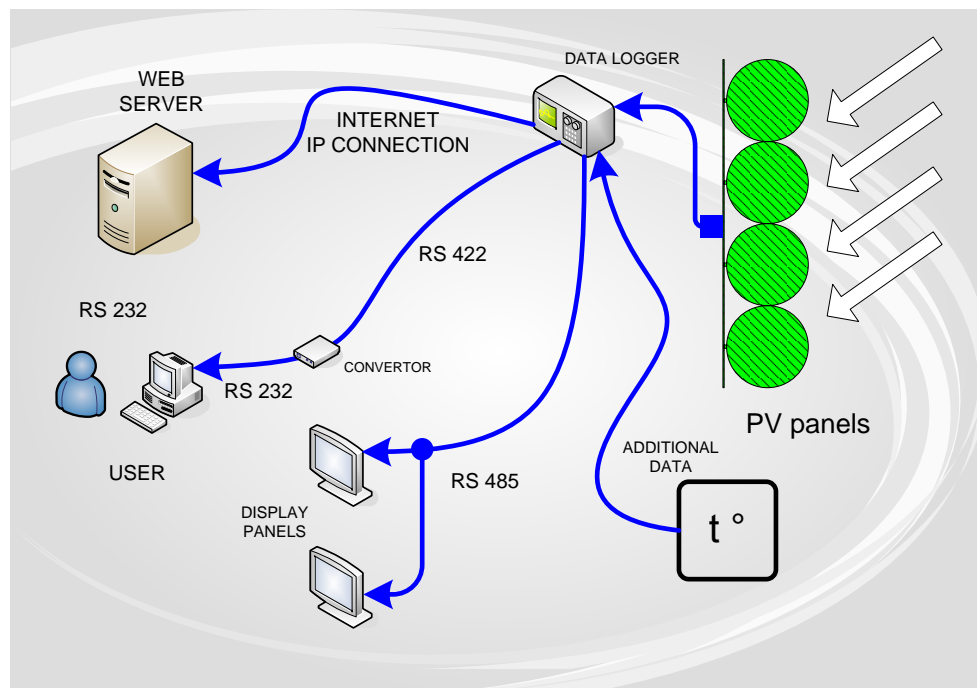 DATA LOGGER
WEB
SERVER
INTERNET
IP CONNECTION
RS 422
RS 232
CONVERTOR
RS 232
USER
PV panels
ADDITIONAL
DATA
RS 485
DISPLAY
PANELS
t °